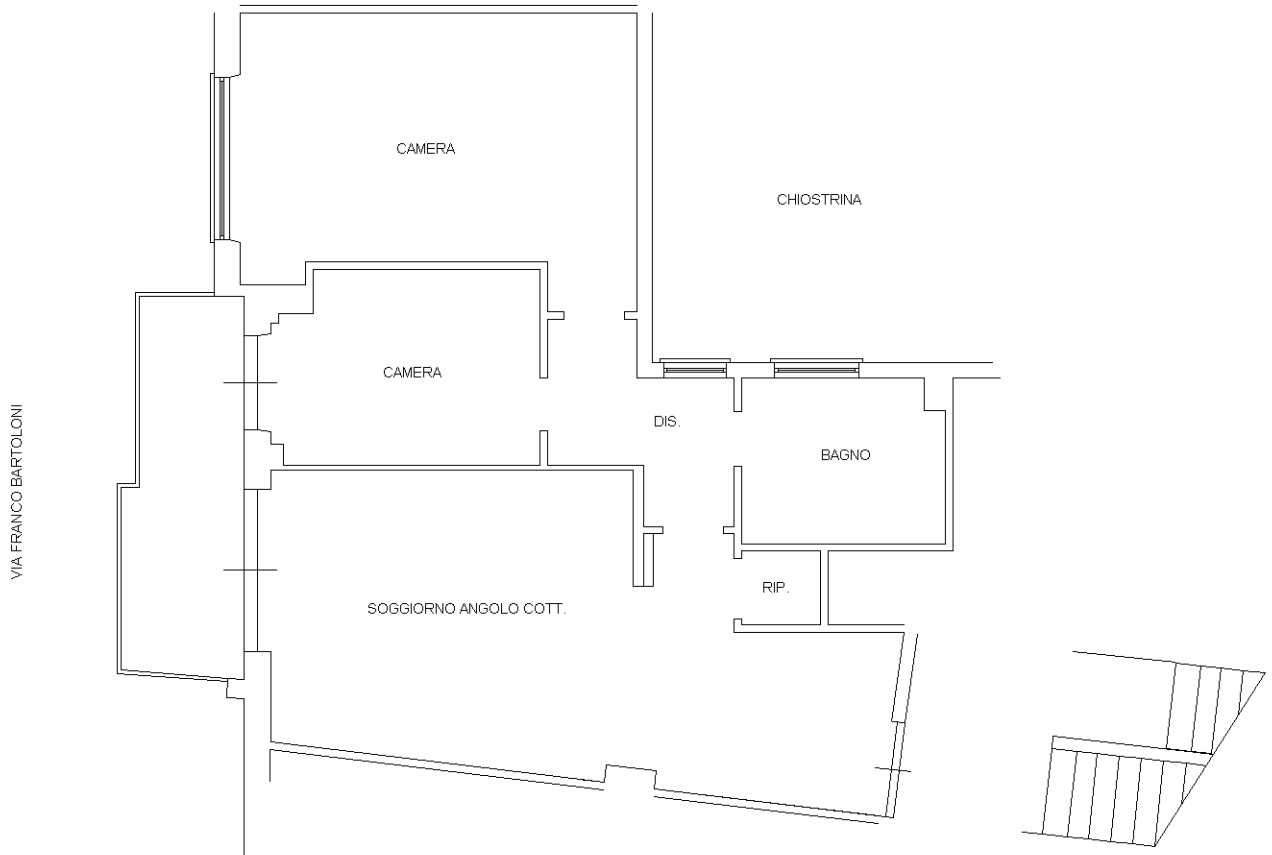 CAMERA
CHIOSTRINA
CAMERA
DIS.
BAGNO
VIA FRANCO BARTOLONI
RIP.
SOGGIORNO ANGOLO COTT.